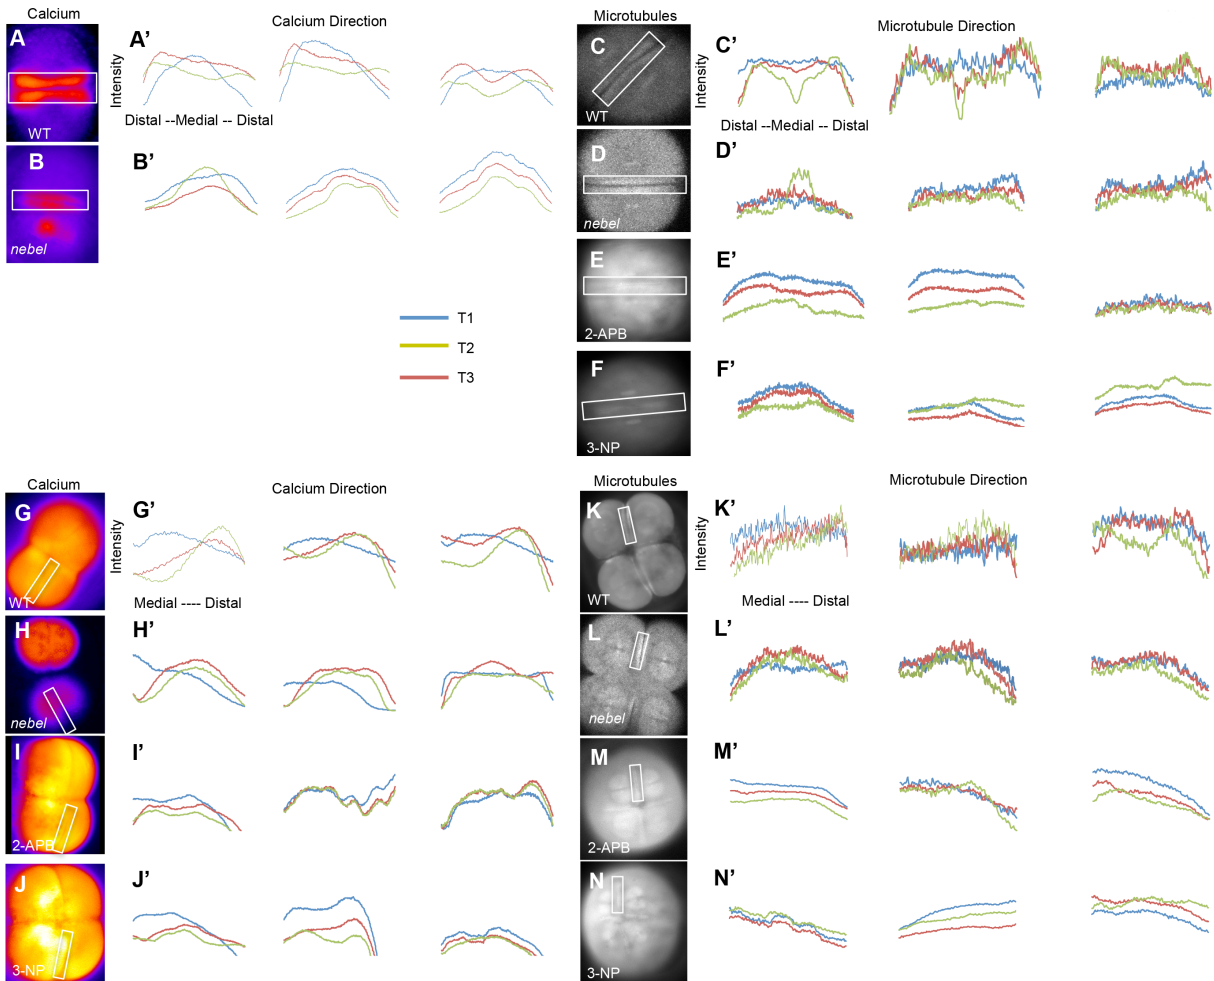 Calcium
Calcium Direction
A
WT
A’
Intensity
Distal --Medial -- Distal
B
nebel
B’
T1
T2
T3
Microtubules
Microtubule Direction
C
WT
C’
Intensity
Distal --Medial -- Distal
D
nebel
D’
E
2-APB
E’
F
3-NP
F’
Calcium
Calcium Direction
G
WT
G’
Intensity
Medial ---- Distal
H
nebel
H’
I
2-APB
I’
J
3-NP
J’
Microtubules
Microtubule Direction
K
WT
K’
Intensity
Medial ---- Distal
L
nebel
L’
M
2-APB
M’
N
3-NP
N’